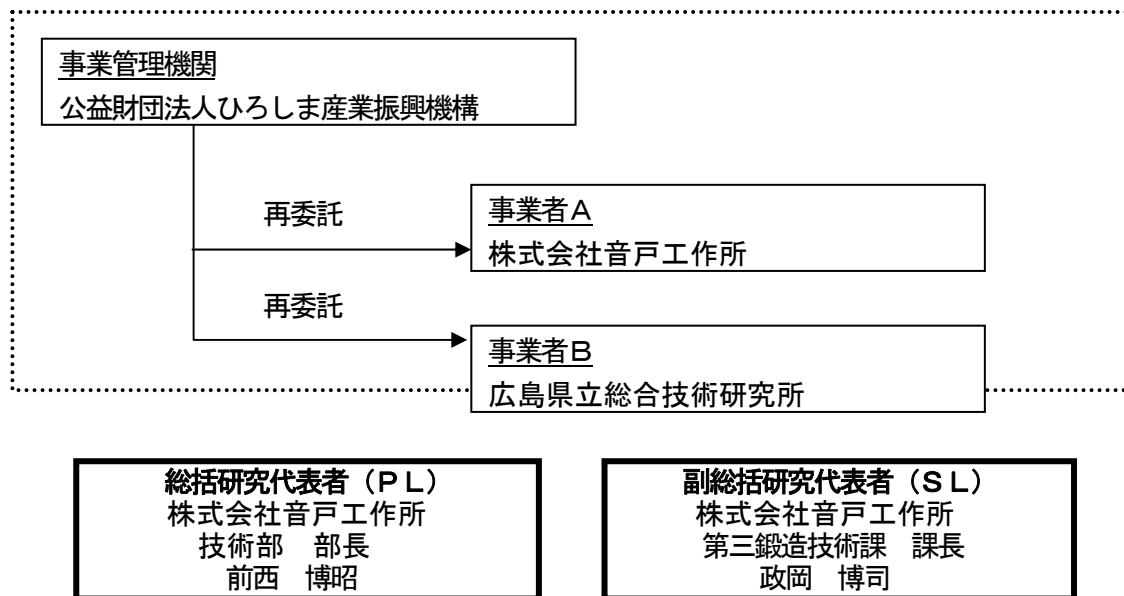 事業管理機関
公益財団法人ひろしま産業振興機構
再委託
事業者A
株式会社音戸工作所
再委託
事業者B
広島県立総合技術研究所
総括研究代表者（PL）
株式会社音戸工作所
技術部　部長
前西　博昭
副総括研究代表者（SL）
株式会社音戸工作所
第三鍛造技術課　課長
政岡　博司